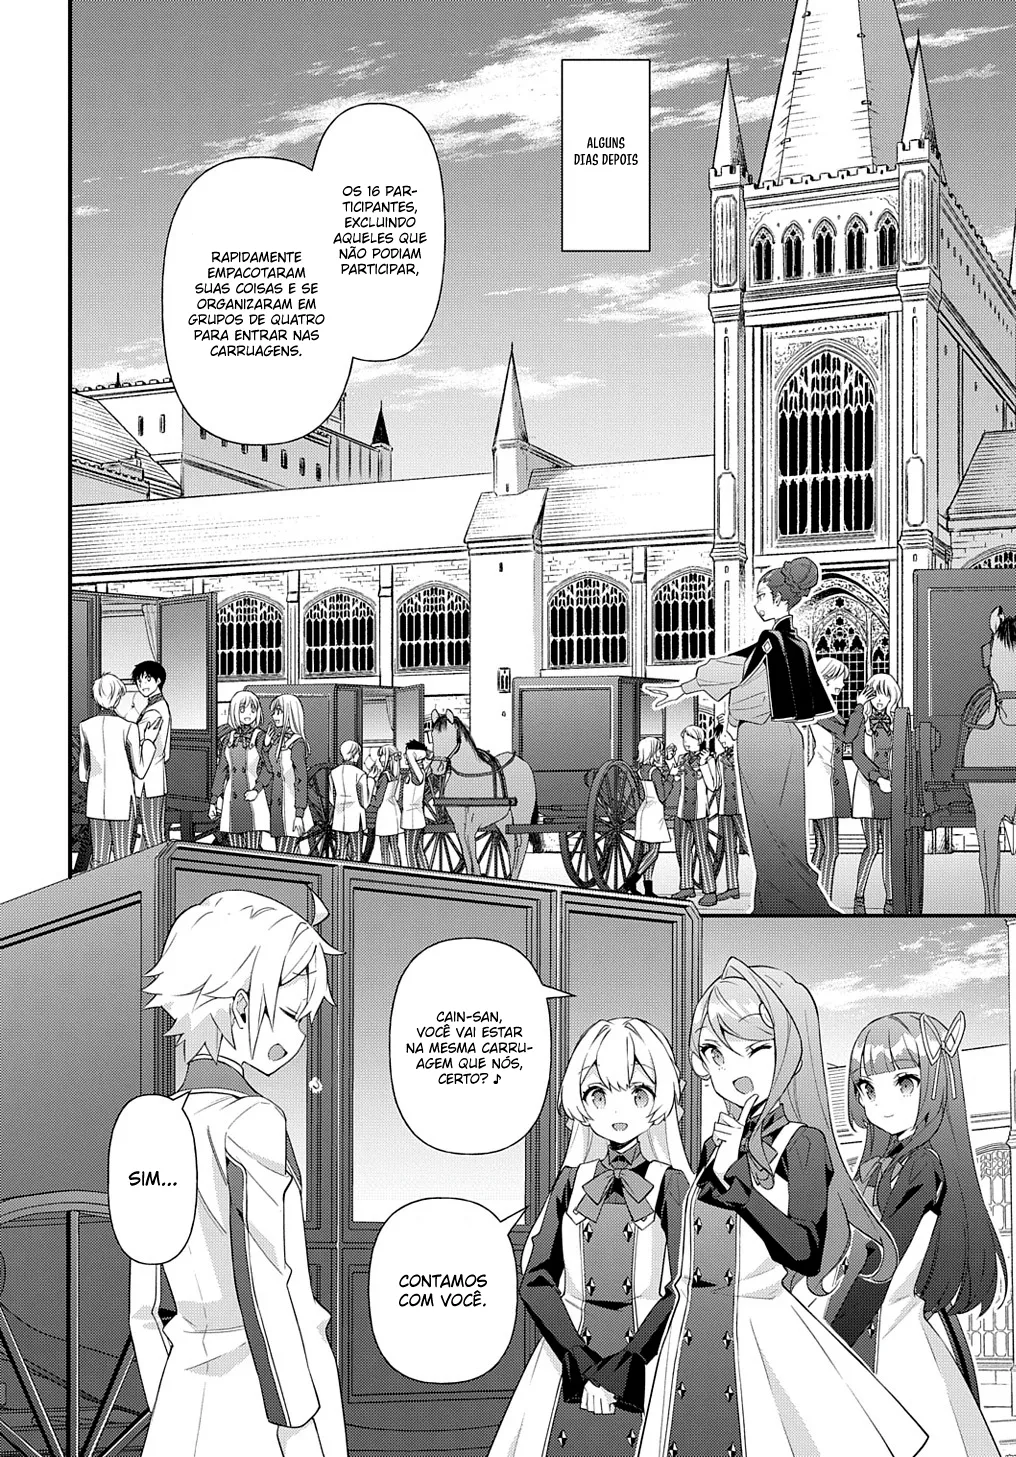 ALGUNS
DIAS DEPOIS
OS 16 PAR-
TICIPANTES,
EXCLUINDO
AQUELES QUE
NÃO PODIAM
PARTICIPAR,
RAPIDAMENTE
EMPACOTARAM
SUAS COISAS E SE
ORGANIZARAM EM
GRUPOS DE QUATRO
PARA ENTRAR NAS
CARRUAGENS.
CAIN-SAN,
VOCÊ VAI ESTAR
NA MESMA CARRU-
AGEM QUE NÓS,
CERTO? ♪
SIM...
CONTAMOS
COM VOCÊ.